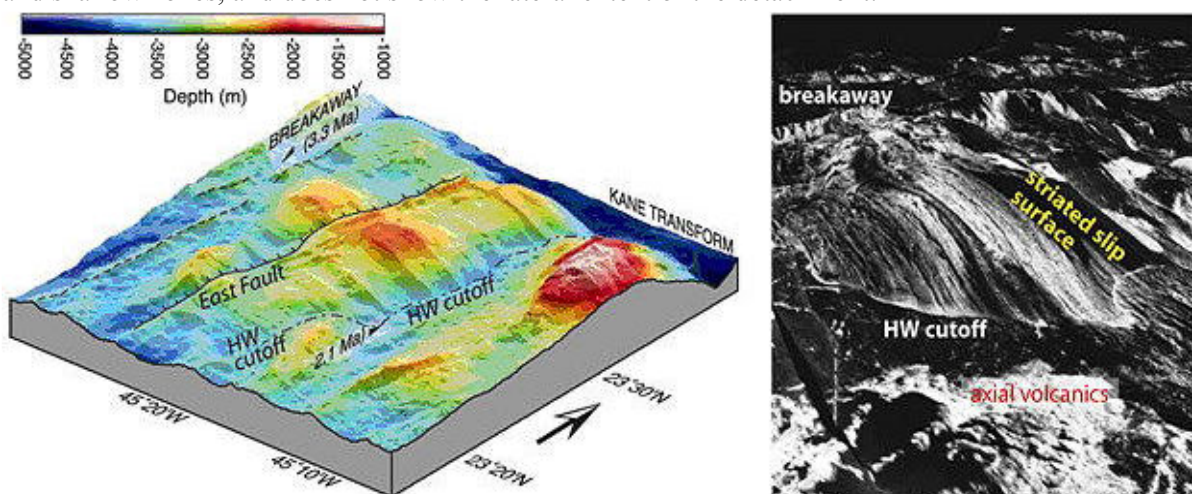 -5000
-4500
-4000
-3500
-3000
-2500
-2000
-1500
-1000
Depth (m)
BREAKAWAY
(3.3 Ma)
KANE TRANSFORM
East Fault
HW cutoff
HW
cutoff
2.1 Ma)
45°20'W
45°10'W
23°20'N
23°30'N
breakaway
striated slip
surface
HW cutoff
axial volcanics